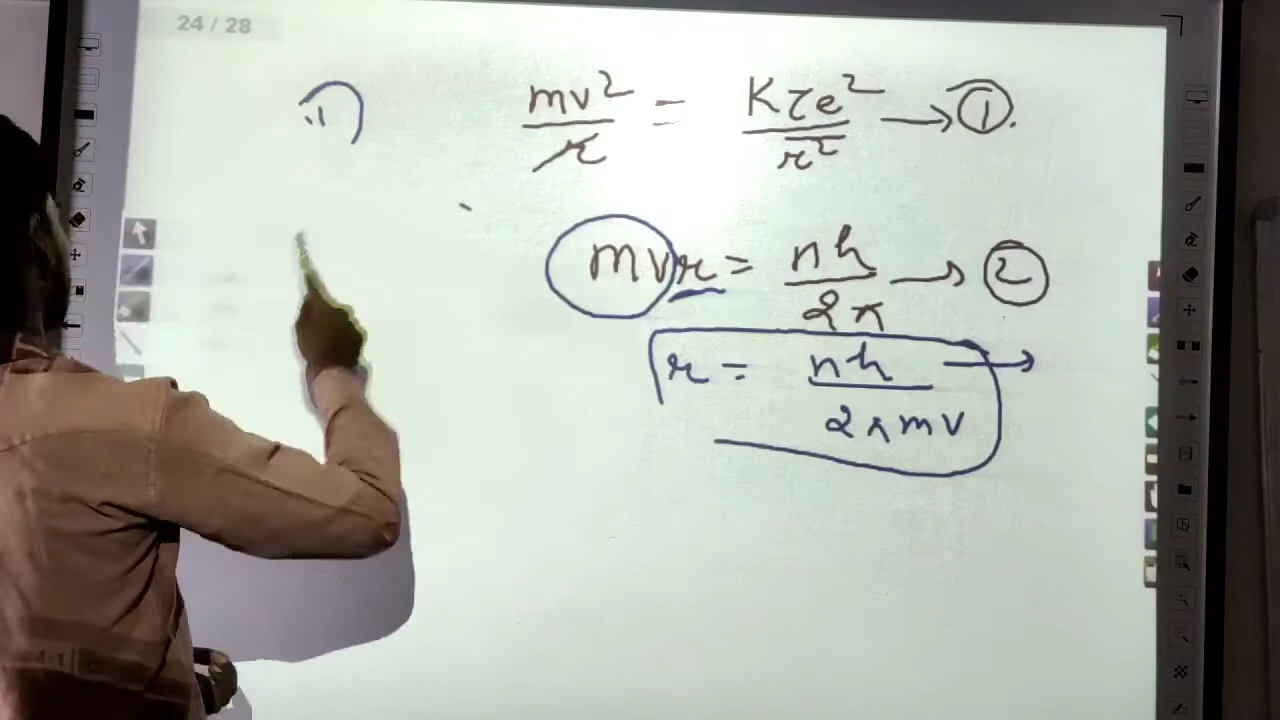 24 / 28
mv²/r = Kze²/r² → ①.
mvr = nh/2π → ②
r = nh/2πmv →